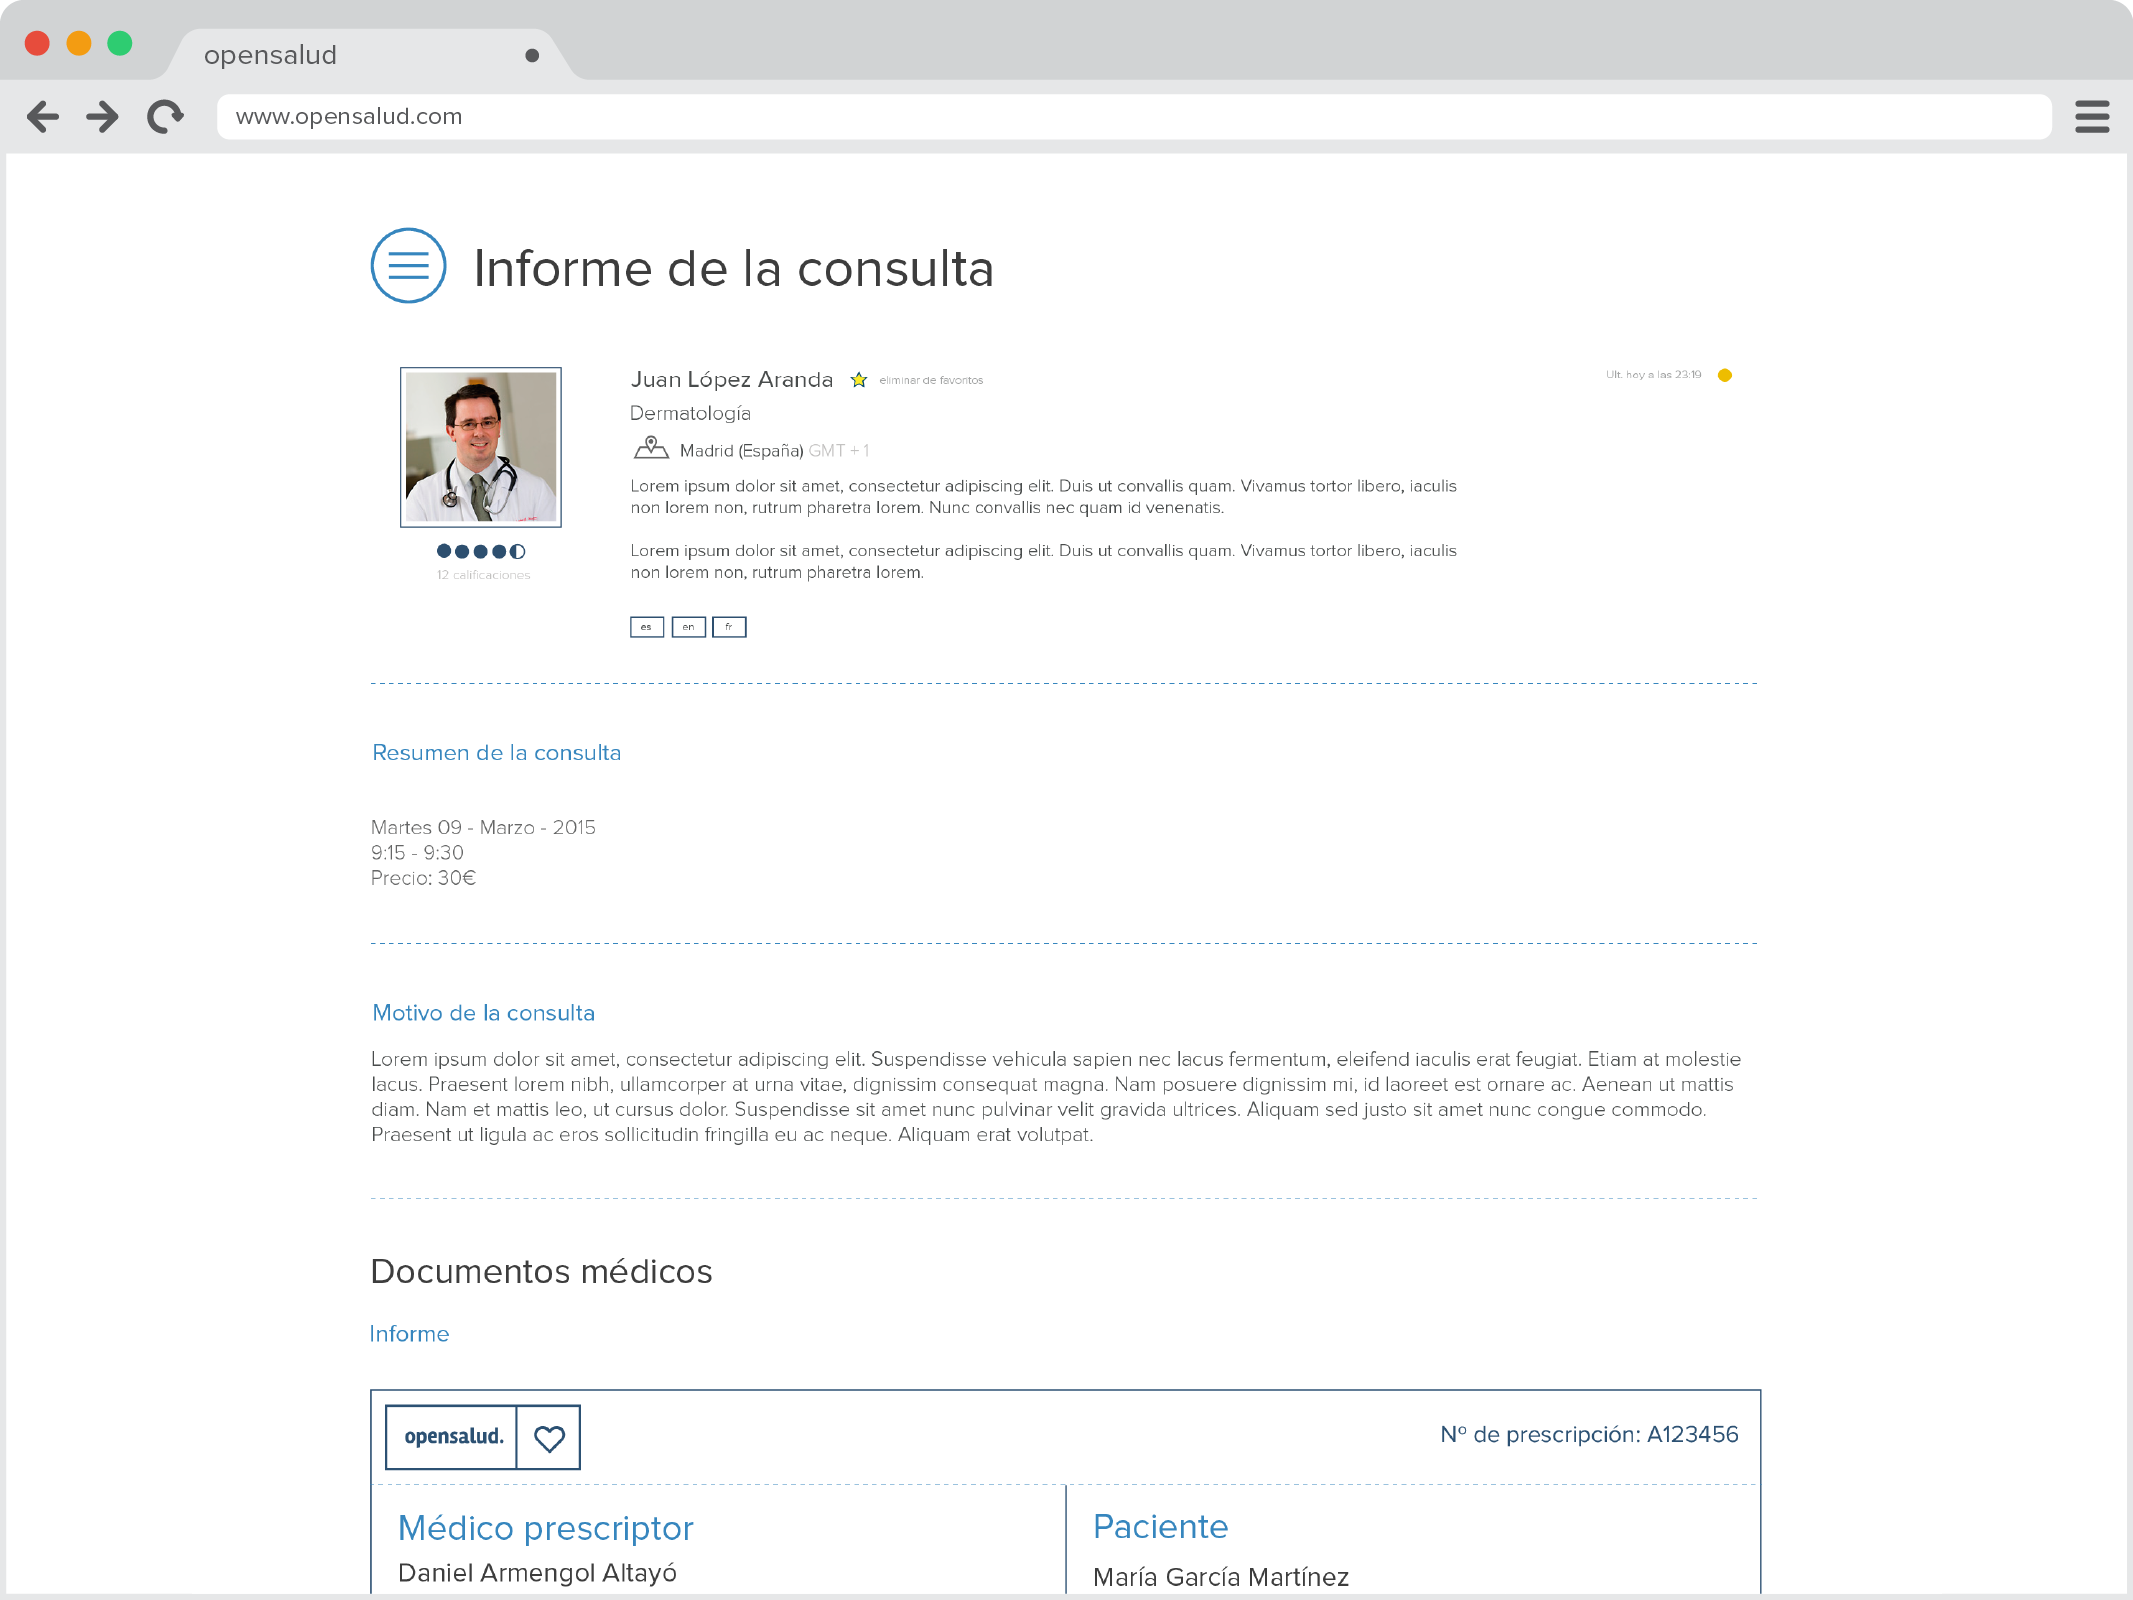 opensalud
www.opensalud.com
Informe de la consulta
Juan López Aranda eliminar de favoritos
Ult. hoy a las 23:19
Dermatología
Madrid (España) GMT + 1
Lorem ipsum dolor sit amet, consectetur adipiscing elit. Duis ut convallis quam. Vivamus tortor libero, iaculis
non lorem non, rutrum pharetra lorem. Nunc convallis nec quam id venenatis.
Lorem ipsum dolor sit amet, consectetur adipiscing elit. Duis ut convallis quam. Vivamus tortor libero, iaculis
non lorem non, rutrum pharetra lorem.
12 calificaciones
es en fr
Resumen de la consulta
Martes 09 - Marzo - 2015
9:15 - 9:30
Precio: 30€
Motivo de la consulta
Lorem ipsum dolor sit amet, consectetur adipiscing elit. Suspendisse vehicula sapien nec lacus fermentum, eleifend iaculis erat feugiat. Etiam at molestie
lacus. Praesent lorem nibh, ullamcorper at urna vitae, dignissim consequat magna. Nam posuere dignissim mi, id laoreet est ornare ac. Aenean ut mattis
diam. Nam et mattis leo, ut cursus dolor. Suspendisse sit amet nunc pulvinar velit gravida ultrices. Aliquam sed justo sit amet nunc congue commodo.
Praesent ut ligula ac eros sollicitudin fringilla eu ac neque. Aliquam erat volutpat.
Documentos médicos
Informe
opensalud.
Nº de prescripción: A123456
Médico prescriptor
Daniel Armengol Altayó
Paciente
María García Martínez